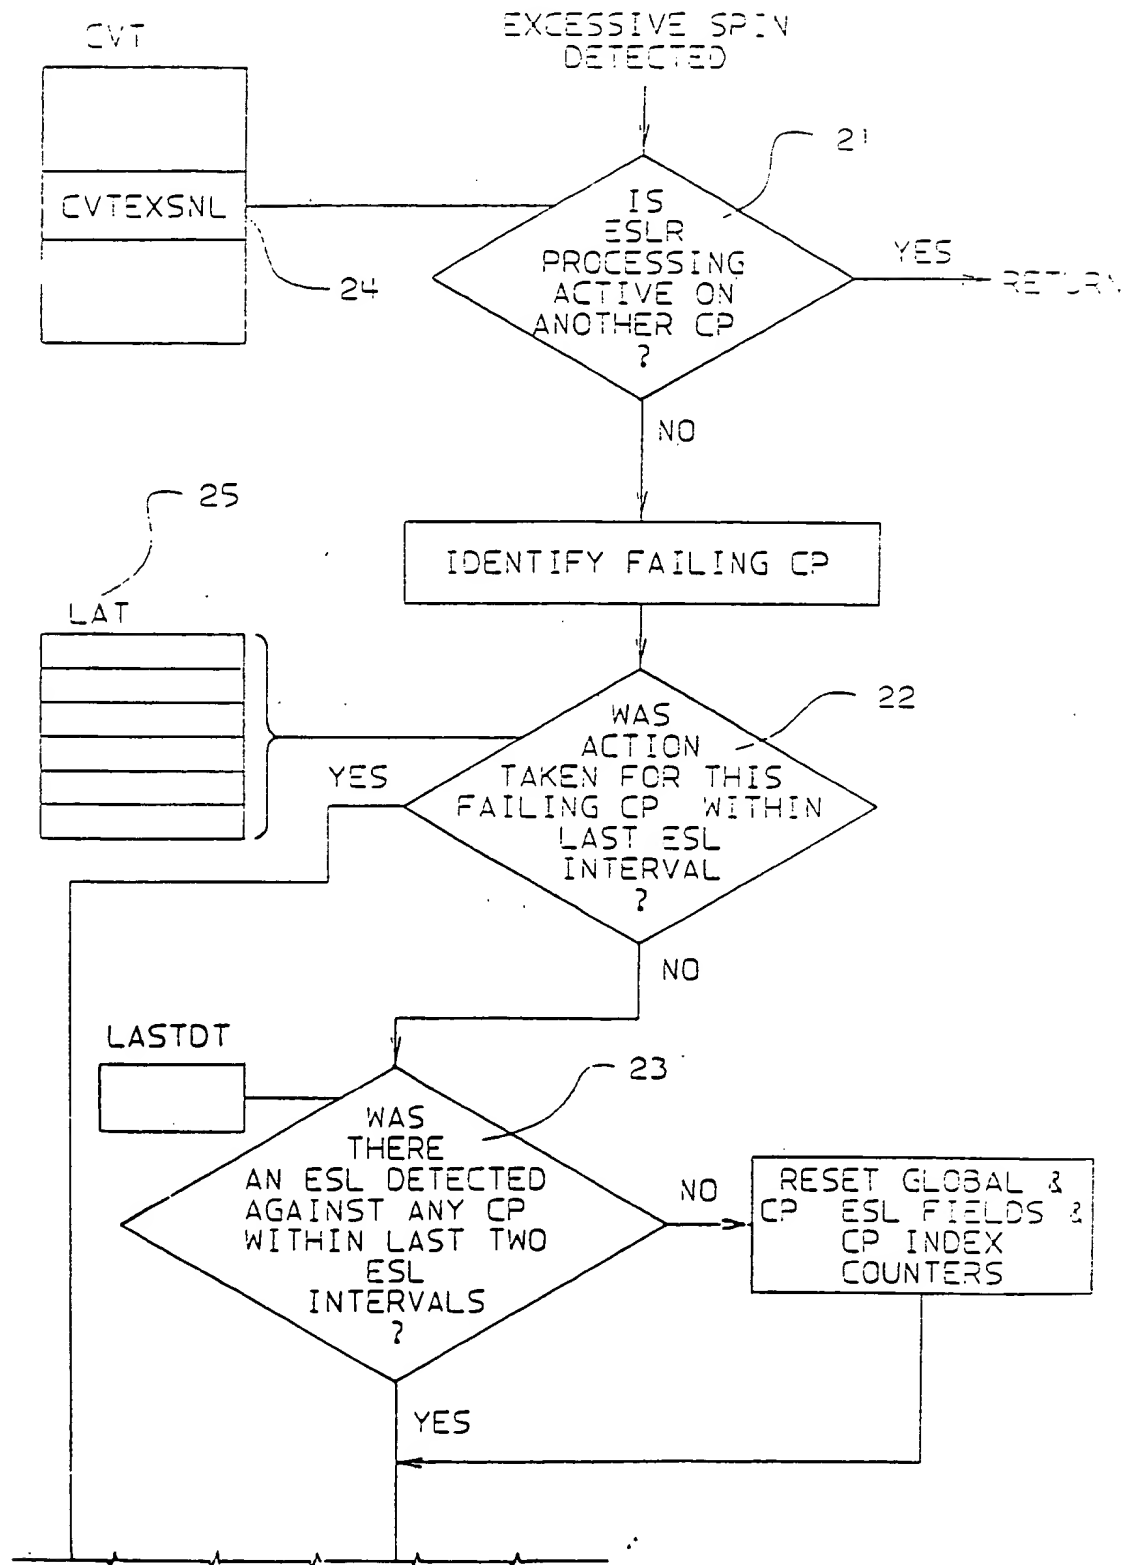 CVT
EXCESSIVE SPIN
DETECTED
21
CVTEXSNL
24
IS
ESLR
PROCESSING
ACTIVE ON
ANOTHER CP
?
YES
RETURN
NO
25
IDENTIFY FAILING CP
LAT
22
WAS
ACTION
TAKEN FOR THIS
FAILING CP WITHIN
LAST ESL
INTERVAL
?
YES
NO
LASTDT
23
WAS
THERE
AN ESL DETECTED
AGAINST ANY CP
WITHIN LAST TWO
ESL
INTERVALS
?
NO
RESET GLOBAL &
CP ESL FIELDS &
CP INDEX
COUNTERS
YES